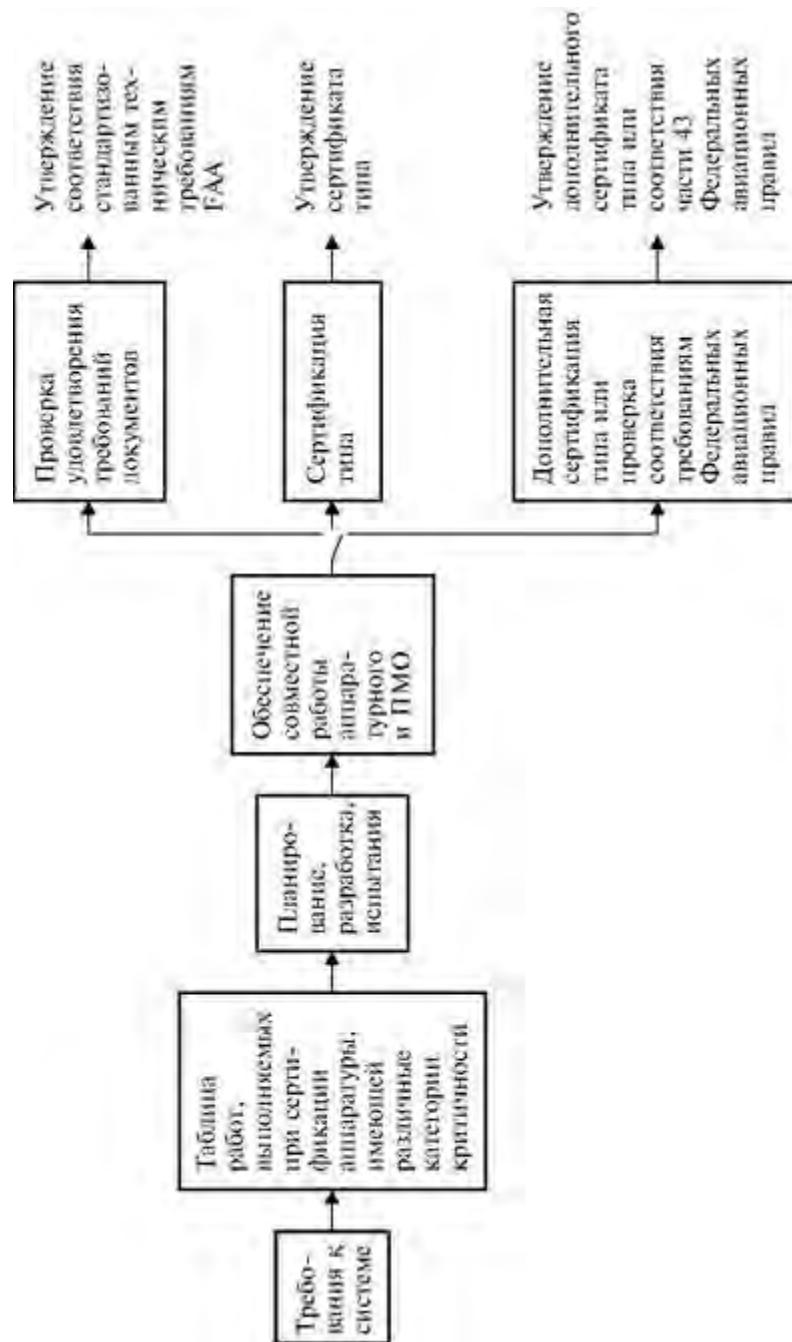 Требо-
вания к
системе
Таблица
работ,
выполняемых
при серти-
фикации
аппаратуры,
имеющей
различные
категории
критичности
Планиро-
вание,
разработка,
испытания
Обеспечение
совместной
работы
аппара-
турного
и ПМО
Проверка
удовлетворения
требований
документов
Утверждение
соответствия
стандартизо-
ванным тех-
ническим
требованиям
FAA
Сертификация
типа
Утверждение
сертификата
типа
Дополнительная
сертификация
типа или
проверка
соответствия
требованиям
Федеральных
авиационных
правил
Утверждение
дополнительного
сертификата
типа или
соответствия
части 43
Федеральных
авиационных
правил